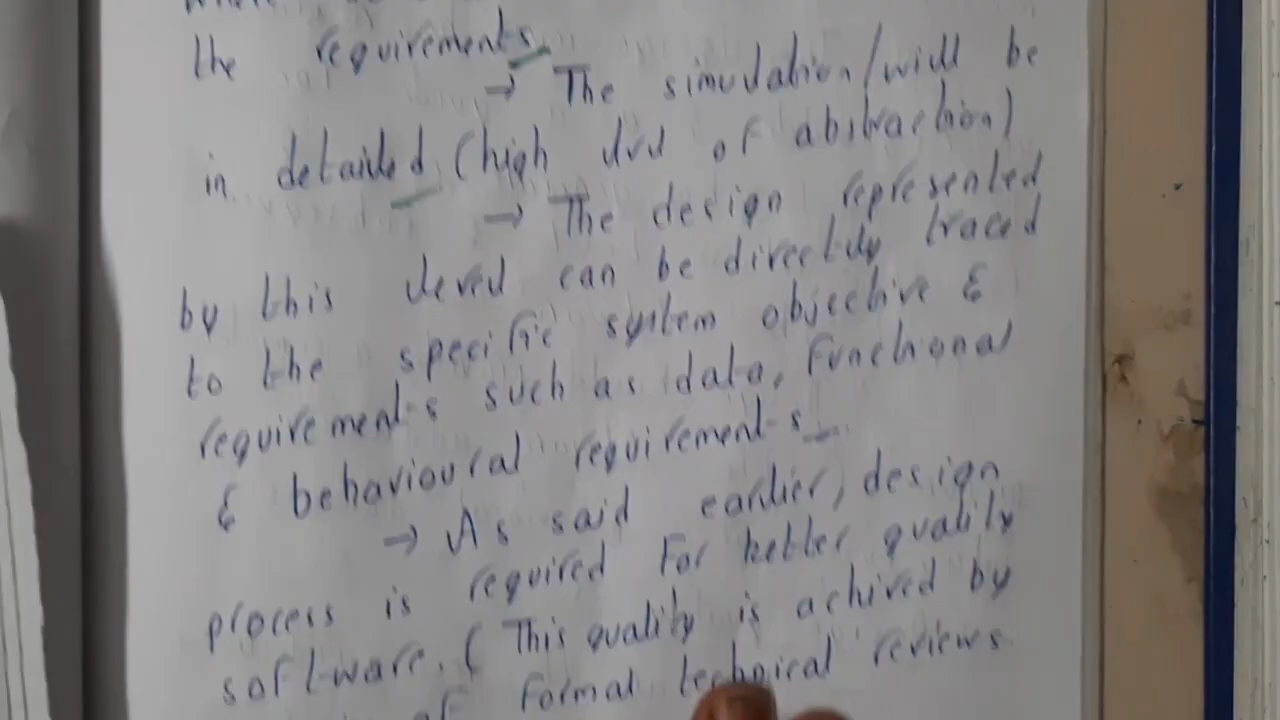 the requirements
→ The simulation / will be
in detailed (high level of abstraction)
→ The design represented
by this level can be directly traced
to the specific system objective &
requirements such as data, functional
& behavioural requirements
→ As said earlier, design
process is required for better quality
software. (This quality is achived by
of formal technical reviews